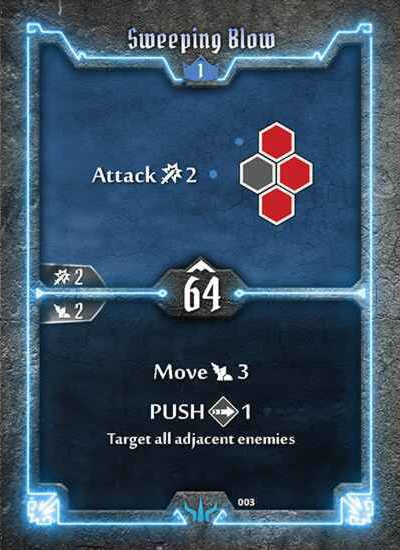 Sweeping Blow
1
Attack 2
2
64
2
Move 3
PUSH 1
Target all adjacent enemies
003